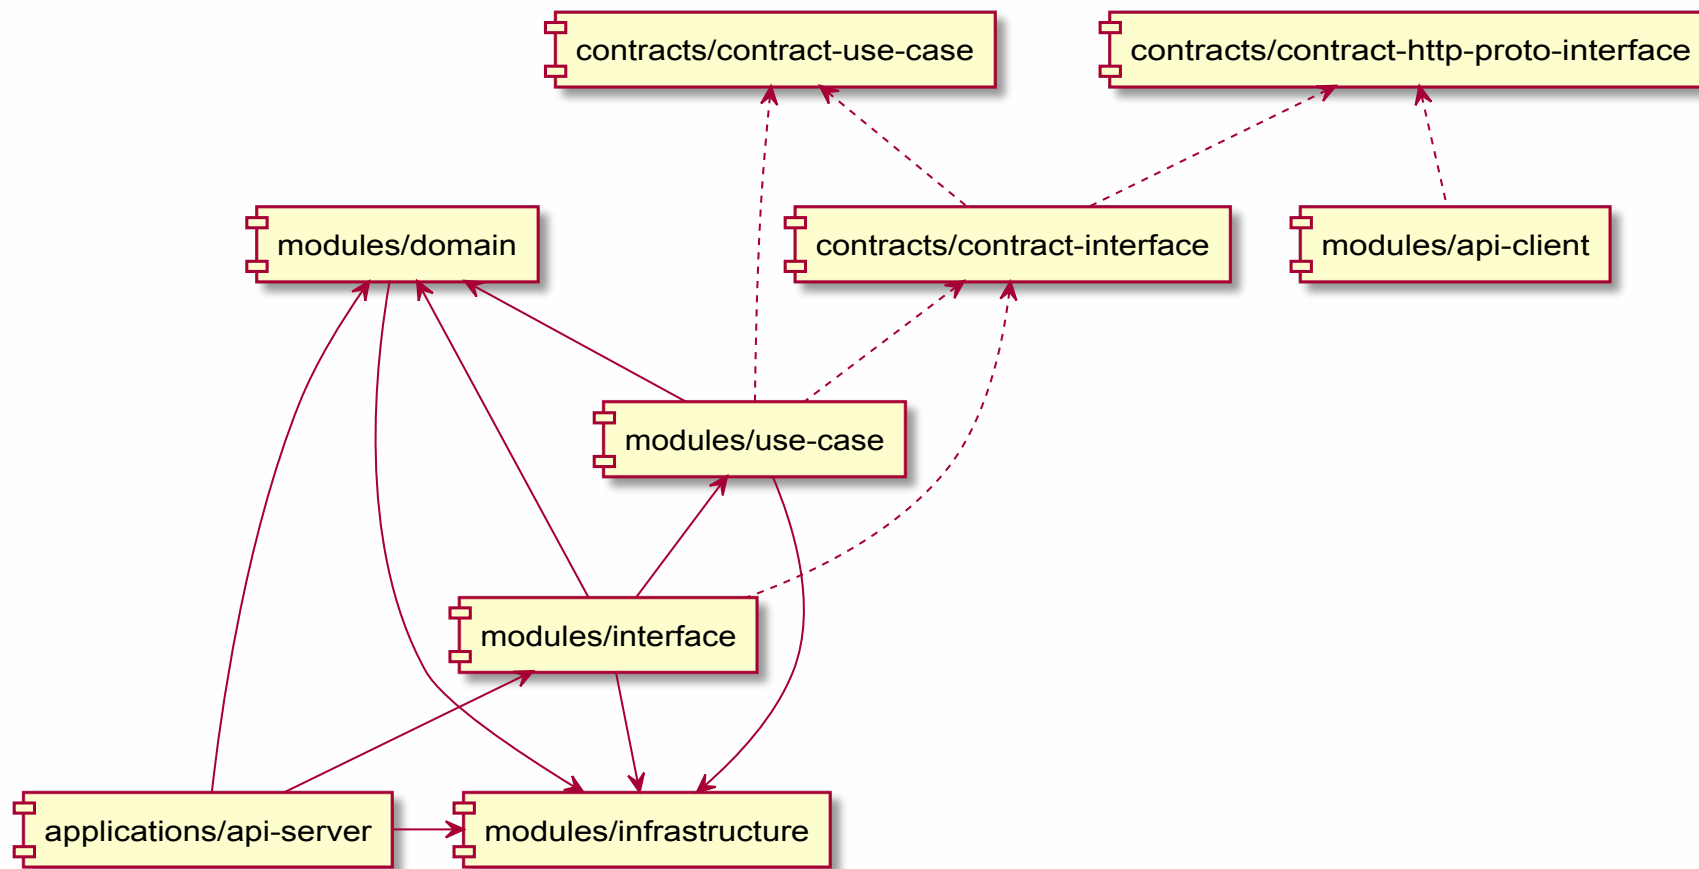 contracts/contract-use-case
contracts/contract-http-proto-interface
modules/domain
contracts/contract-interface
modules/api-client
modules/use-case
modules/interface
applications/api-server
modules/infrastructure